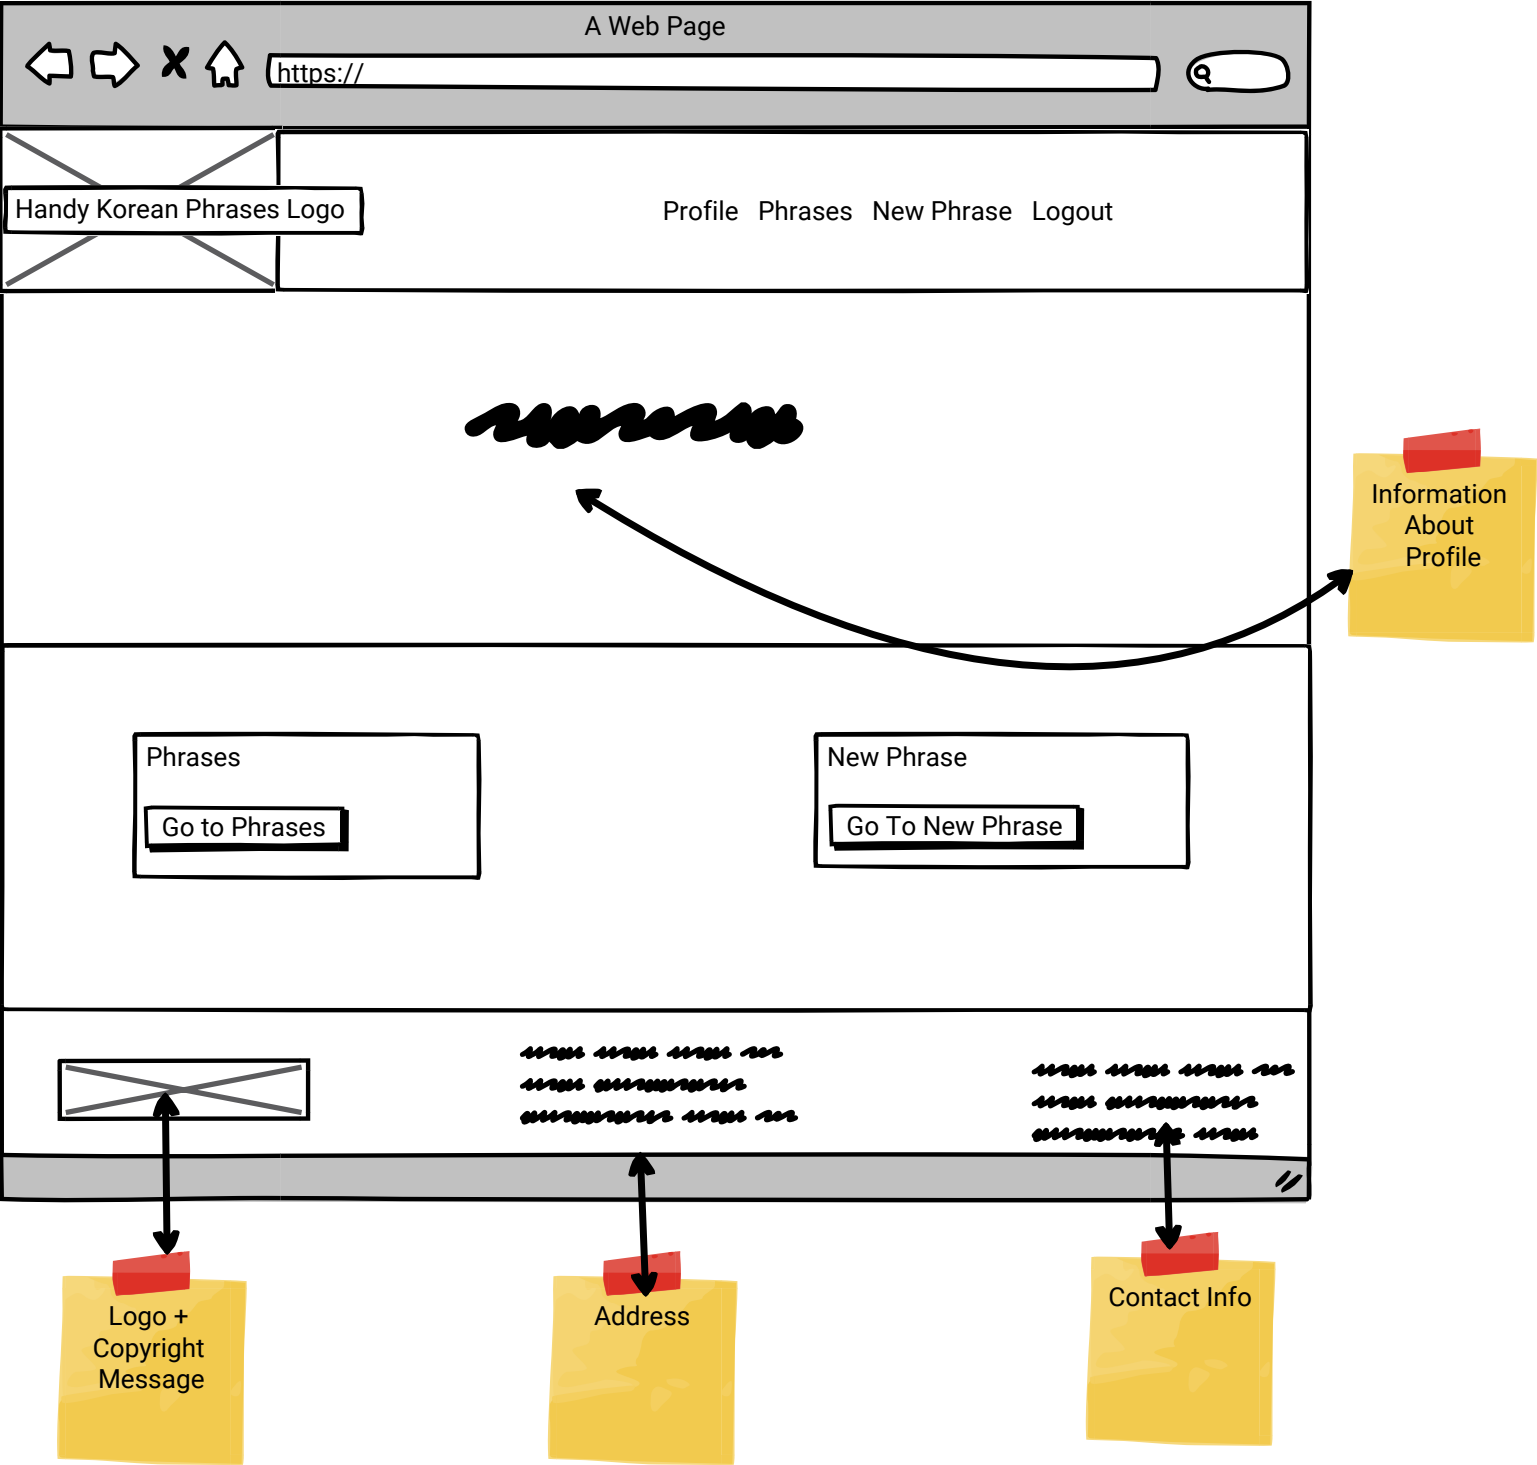 A Web Page
https://
Handy Korean Phrases Logo
Profile Phrases New Phrase Logout
Information
About
Profile
Phrases
Go to Phrases
New Phrase
Go To New Phrase
Logo +
Copyright
Message
Address
Contact Info